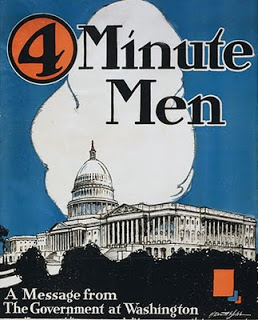 4 Minute
Men
A Message from
The Government at Washington